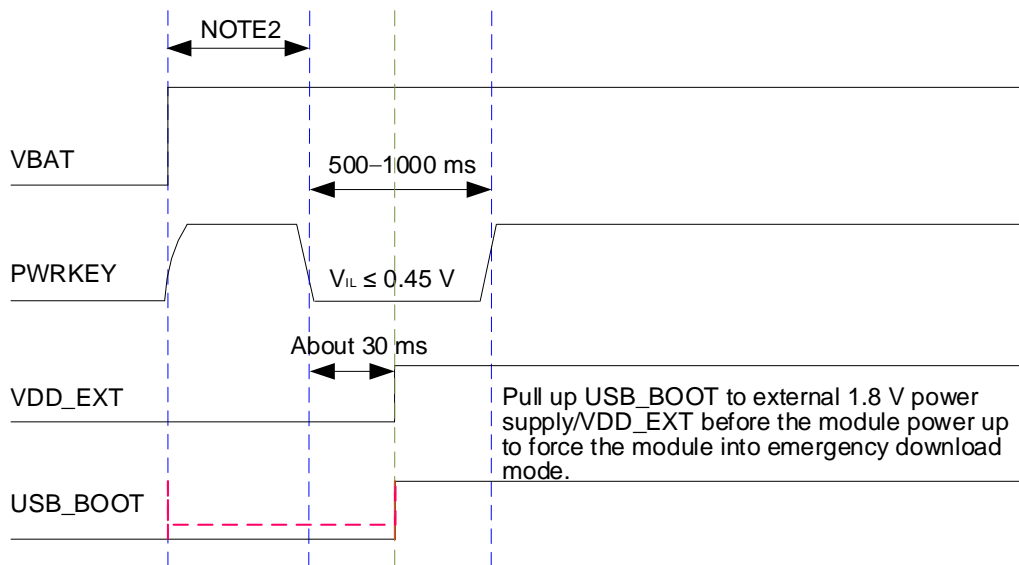 NOTE2
VBAT
500–1000 ms
PWRKEY
VIL ≤ 0.45 V
About 30 ms
VDD_EXT
Pull up USB_BOOT to external 1.8 V power
supply/VDD_EXT before the module power up
to force the module into emergency download
mode.
USB_BOOT